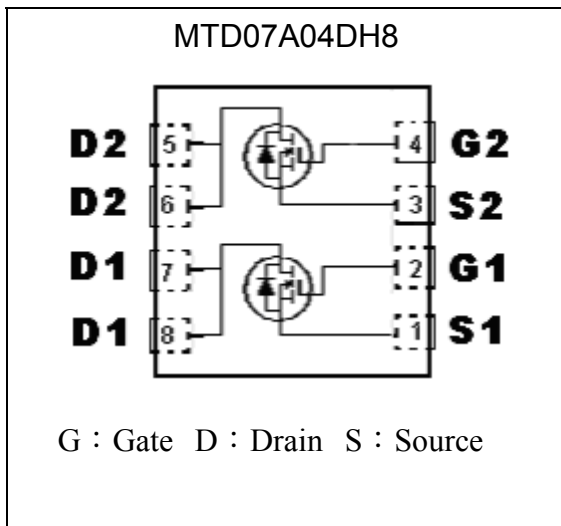 MTD07A04DH8
D2 5 4 G2
D2 6 3 S2
D1 7 2 G1
D1 8 1 S1
G：Gate D：Drain S：Source